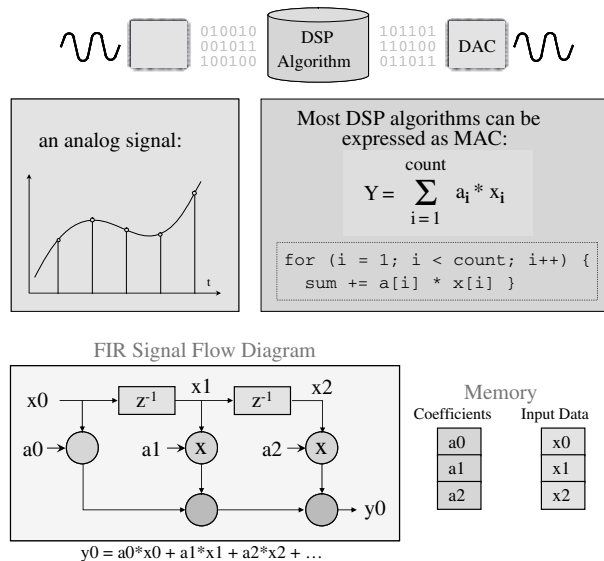 010010
001011
100100
DSP
Algorithm
101101
110100
011011
DAC
an analog signal:
t
Most DSP algorithms can be
expressed as MAC:
count
Y = ∑ a_i * x_i
i = 1
for (i = 1; i < count; i++) {
sum += a[i] * x[i] }
FIR Signal Flow Diagram
x0 z⁻¹ x1 z⁻¹ x2
a0 a1 x a2 x
y0
y0 = a0*x0 + a1*x1 + a2*x2 + …
Memory
Coefficients Input Data
a0 x0
a1 x1
a2 x2